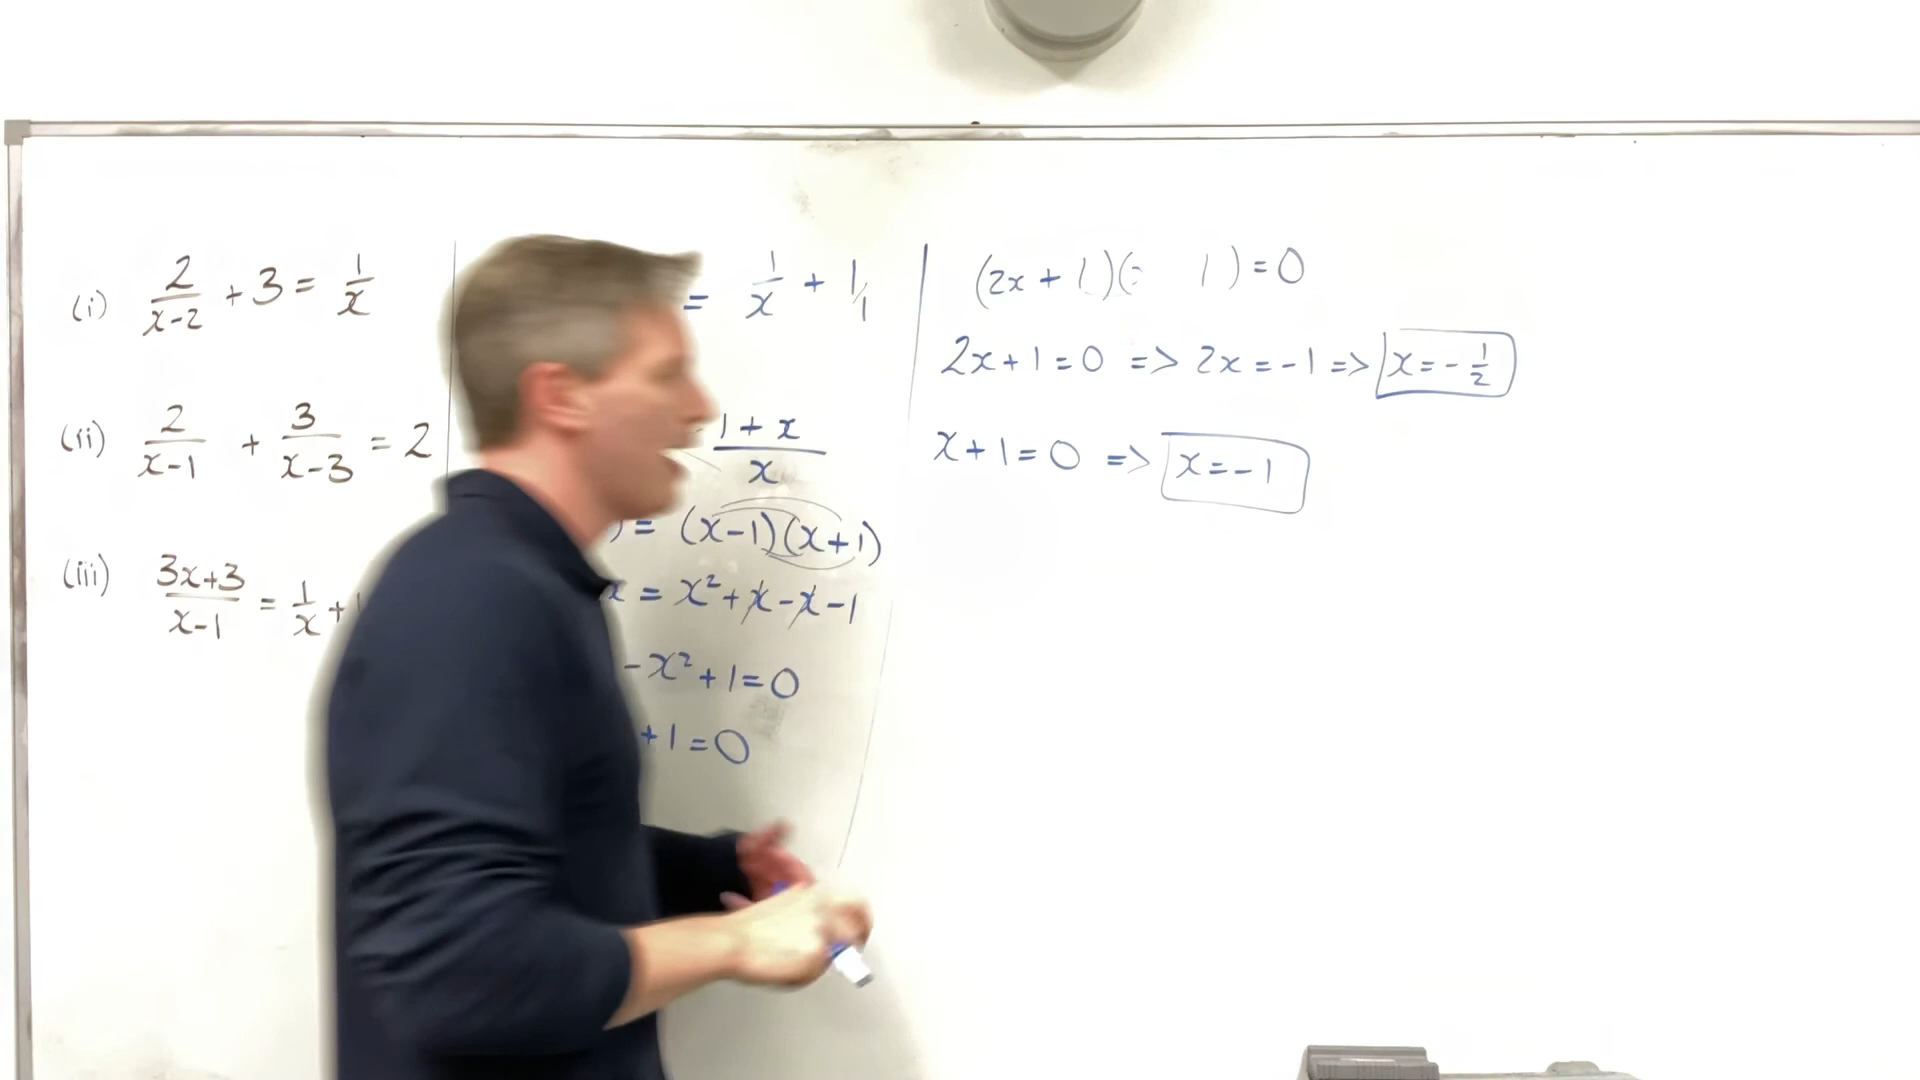 (i) 2/(x-2) + 3 = 1/x
(ii) 2/(x-1) + 3/(x-3) = 2
(iii) (3x+3)/(x-1) = 1/x +
= 1/x + 1/1
(1+x)/x
) = (x-1)(x+1)
x = x² + x - x - 1
- x² + 1 = 0
+ 1 = 0
(2x + 1)( 1) = 0
2x + 1 = 0 => 2x = -1 => x = -1/2
x + 1 = 0 => x = -1